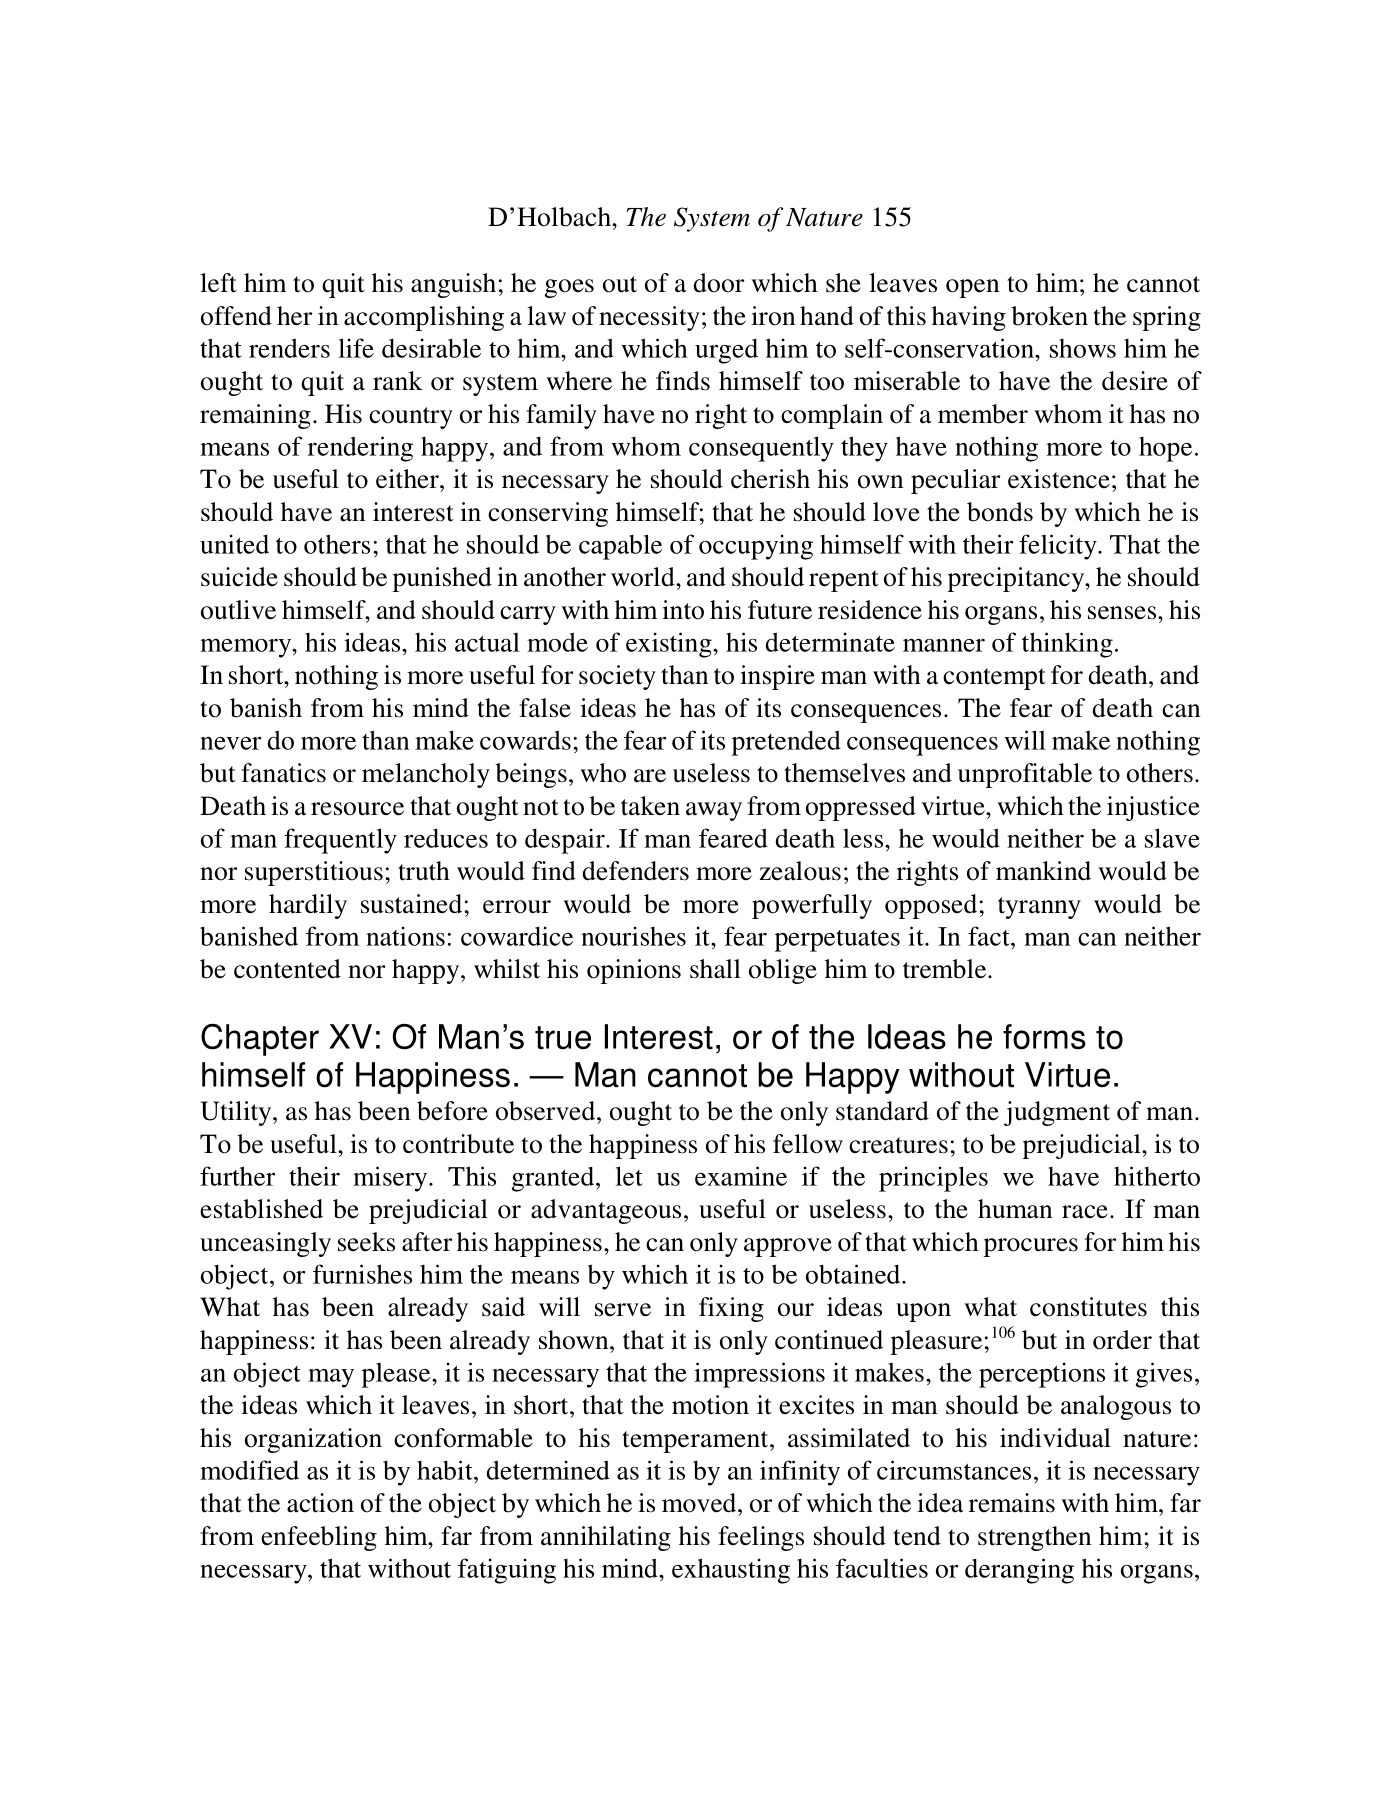 D’Holbach, The System of Nature 155
left him to quit his anguish; he goes out of a door which she leaves open to him; he cannot
offend her in accomplishing a law of necessity; the iron hand of this having broken the spring
that renders life desirable to him, and which urged him to self-conservation, shows him he
ought to quit a rank or system where he finds himself too miserable to have the desire of
remaining. His country or his family have no right to complain of a member whom it has no
means of rendering happy, and from whom consequently they have nothing more to hope.
To be useful to either, it is necessary he should cherish his own peculiar existence; that he
should have an interest in conserving himself; that he should love the bonds by which he is
united to others; that he should be capable of occupying himself with their felicity. That the
suicide should be punished in another world, and should repent of his precipitancy, he should
outlive himself, and should carry with him into his future residence his organs, his senses, his
memory, his ideas, his actual mode of existing, his determinate manner of thinking.
In short, nothing is more useful for society than to inspire man with a contempt for death, and
to banish from his mind the false ideas he has of its consequences. The fear of death can
never do more than make cowards; the fear of its pretended consequences will make nothing
but fanatics or melancholy beings, who are useless to themselves and unprofitable to others.
Death is a resource that ought not to be taken away from oppressed virtue, which the injustice
of man frequently reduces to despair. If man feared death less, he would neither be a slave
nor superstitious; truth would find defenders more zealous; the rights of mankind would be
more hardily sustained; errour would be more powerfully opposed; tyranny would be
banished from nations: cowardice nourishes it, fear perpetuates it. In fact, man can neither
be contented nor happy, whilst his opinions shall oblige him to tremble.
Chapter XV: Of Man’s true Interest, or of the Ideas he forms to
himself of Happiness. — Man cannot be Happy without Virtue.
Utility, as has been before observed, ought to be the only standard of the judgment of man.
To be useful, is to contribute to the happiness of his fellow creatures; to be prejudicial, is to
further their misery. This granted, let us examine if the principles we have hitherto
established be prejudicial or advantageous, useful or useless, to the human race. If man
unceasingly seeks after his happiness, he can only approve of that which procures for him his
object, or furnishes him the means by which it is to be obtained.
What has been already said will serve in fixing our ideas upon what constitutes this
happiness: it has been already shown, that it is only continued pleasure;106 but in order that
an object may please, it is necessary that the impressions it makes, the perceptions it gives,
the ideas which it leaves, in short, that the motion it excites in man should be analogous to
his organization conformable to his temperament, assimilated to his individual nature:
modified as it is by habit, determined as it is by an infinity of circumstances, it is necessary
that the action of the object by which he is moved, or of which the idea remains with him, far
from enfeebling him, far from annihilating his feelings should tend to strengthen him; it is
necessary, that without fatiguing his mind, exhausting his faculties or deranging his organs,